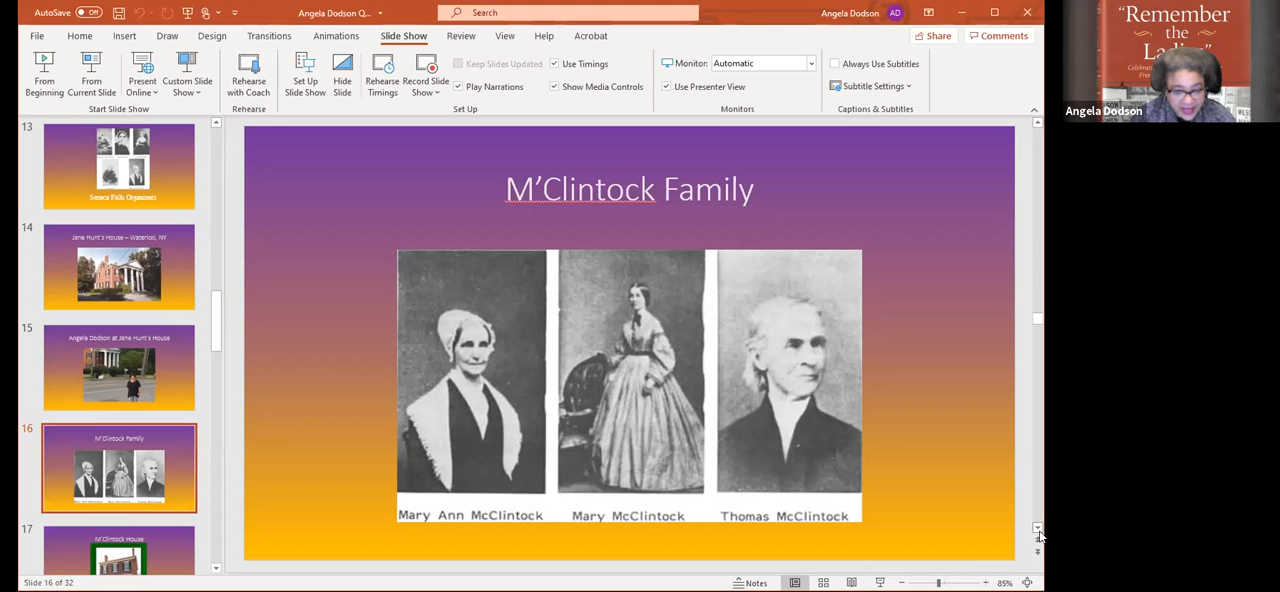 AutoSave Off
Angela Dodson Q...
Search
Angela Dodson AD
File Home Insert Draw Design Transitions Animations Slide Show Review View Help Acrobat
Share Comments
From Beginning
From Current Slide
Present Online
Custom Slide Show
Start Slide Show
Rehearse with Coach
Rehearse
Set Up Slide Show
Hide Slide
Rehearse Timings
Record Slide Show
Keep Slides Updated
Play Narrations
Use Timings
Show Media Controls
Set Up
Monitor: Automatic
Use Presenter View
Monitors
Always Use Subtitles
Subtitle Settings
Captions & Subtitles
13
Seneca Falls Organizers
14
Jane Hunt's House – Waterloo, NY
15
Angela Dodson at Jane Hunt's House
16
M'Clintock Family
17
M'Clintock House
M'Clintock Family
Mary Ann McClintock
Mary McClintock
Thomas McClintock
Slide 16 of 32
Notes
85%
"Remember
the
Ladies"
Angela Dodson